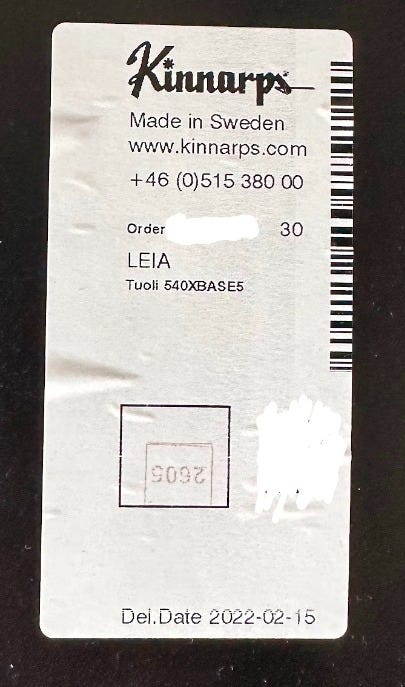 Kinnarps
Made in Sweden
www.kinnarps.com
+46 (0)515 380 00
Order 30
LEIA
Tuoli 540XBASE5
2605
Del.Date 2022-02-15